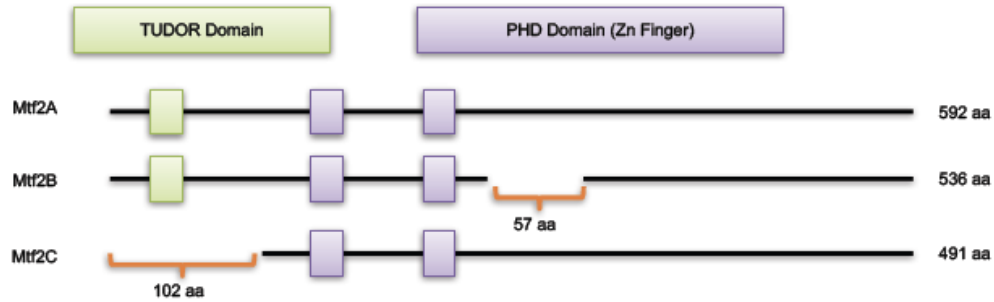 TUDOR Domain
PHD Domain (Zn Finger)
Mtf2A
592 aa
Mtf2B
536 aa
57 aa
Mtf2C
491 aa
102 aa